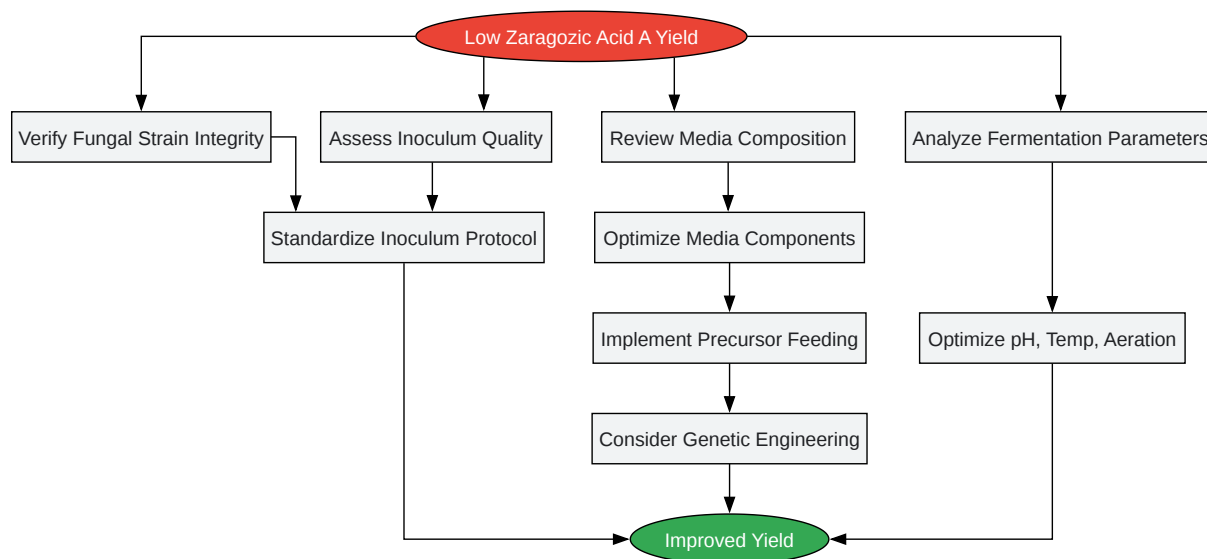 Low Zaragozic Acid A Yield
Verify Fungal Strain Integrity
Assess Inoculum Quality
Review Media Composition
Analyze Fermentation Parameters
Standardize Inoculum Protocol
Optimize Media Components
Implement Precursor Feeding
Optimize pH, Temp, Aeration
Consider Genetic Engineering
Improved Yield